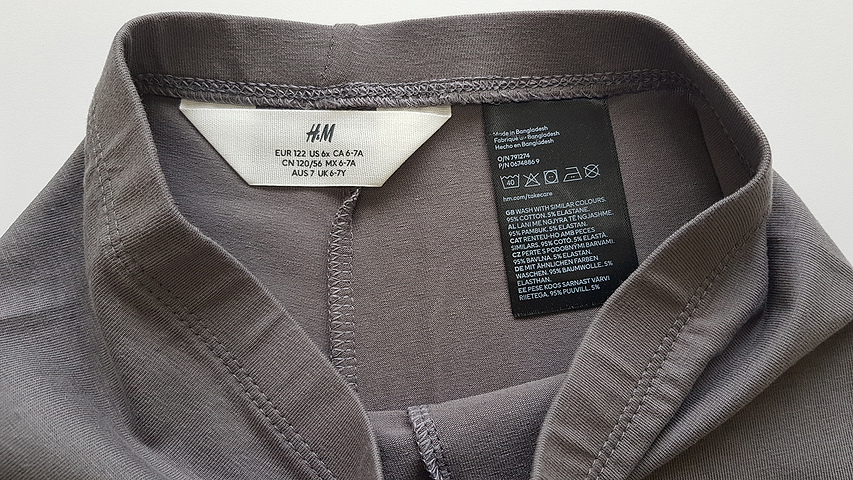 H&M
EUR 122 US 6x CA 6-7A
CN 120/56 MX 6-7A
AUS 7 UK 6-7Y
Made in Bangladesh
Fabriqué au Bangladesh
Hecho en Bangladesh
O/N 791274
P/N 0674886 9
40
hm.com/takecare
GB WASH WITH SIMILAR COLOURS.
95% COTTON. 5% ELASTANE.
AL LANI ME NGJYRA TË NGJASHME.
95% PAMBUK. 5% ELASTAN.
CAT RENTEU-HO AMB PECES
SIMILARS. 95% COTÓ. 5% ELASTÀ.
CZ PERTE S PODOBNÝMI BARVAMI.
95% BAVLNA. 5% ELASTAN.
DE MIT ÄHNLICHEN FARBEN
WASCHEN. 95% BAUMWOLLE. 5%
ELASTHAN.
EE PESE KOOS SARNAST VÄRVI
RIIETEGA. 95% PUUVILL. 5%